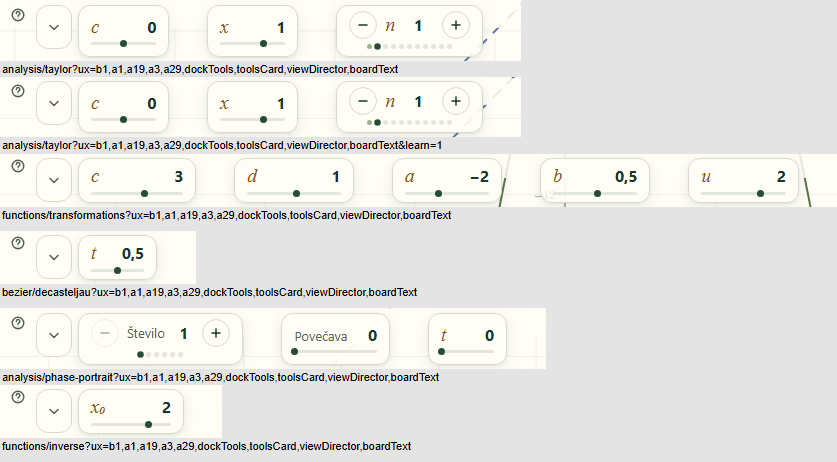 c 0 x 1 − n 1 +
analysis/taylor?ux=b1,a1,a19,a3,a29,dockTools,toolsCard,viewDirector,boardText
c 0 x 1 − n 1 +
analysis/taylor?ux=b1,a1,a19,a3,a29,dockTools,toolsCard,viewDirector,boardText&learn=1
c 3 d 1 a −2 b 0,5 u 2
functions/transformations?ux=b1,a1,a19,a3,a29,dockTools,toolsCard,viewDirector,boardText
t 0,5
bezier/decasteljau?ux=b1,a1,a19,a3,a29,dockTools,toolsCard,viewDirector,boardText
− Število 1 + Povečava 0 t 0
analysis/phase-portrait?ux=b1,a1,a19,a3,a29,dockTools,toolsCard,viewDirector,boardText
x₀ 2
functions/inverse?ux=b1,a1,a19,a3,a29,dockTools,toolsCard,viewDirector,boardText